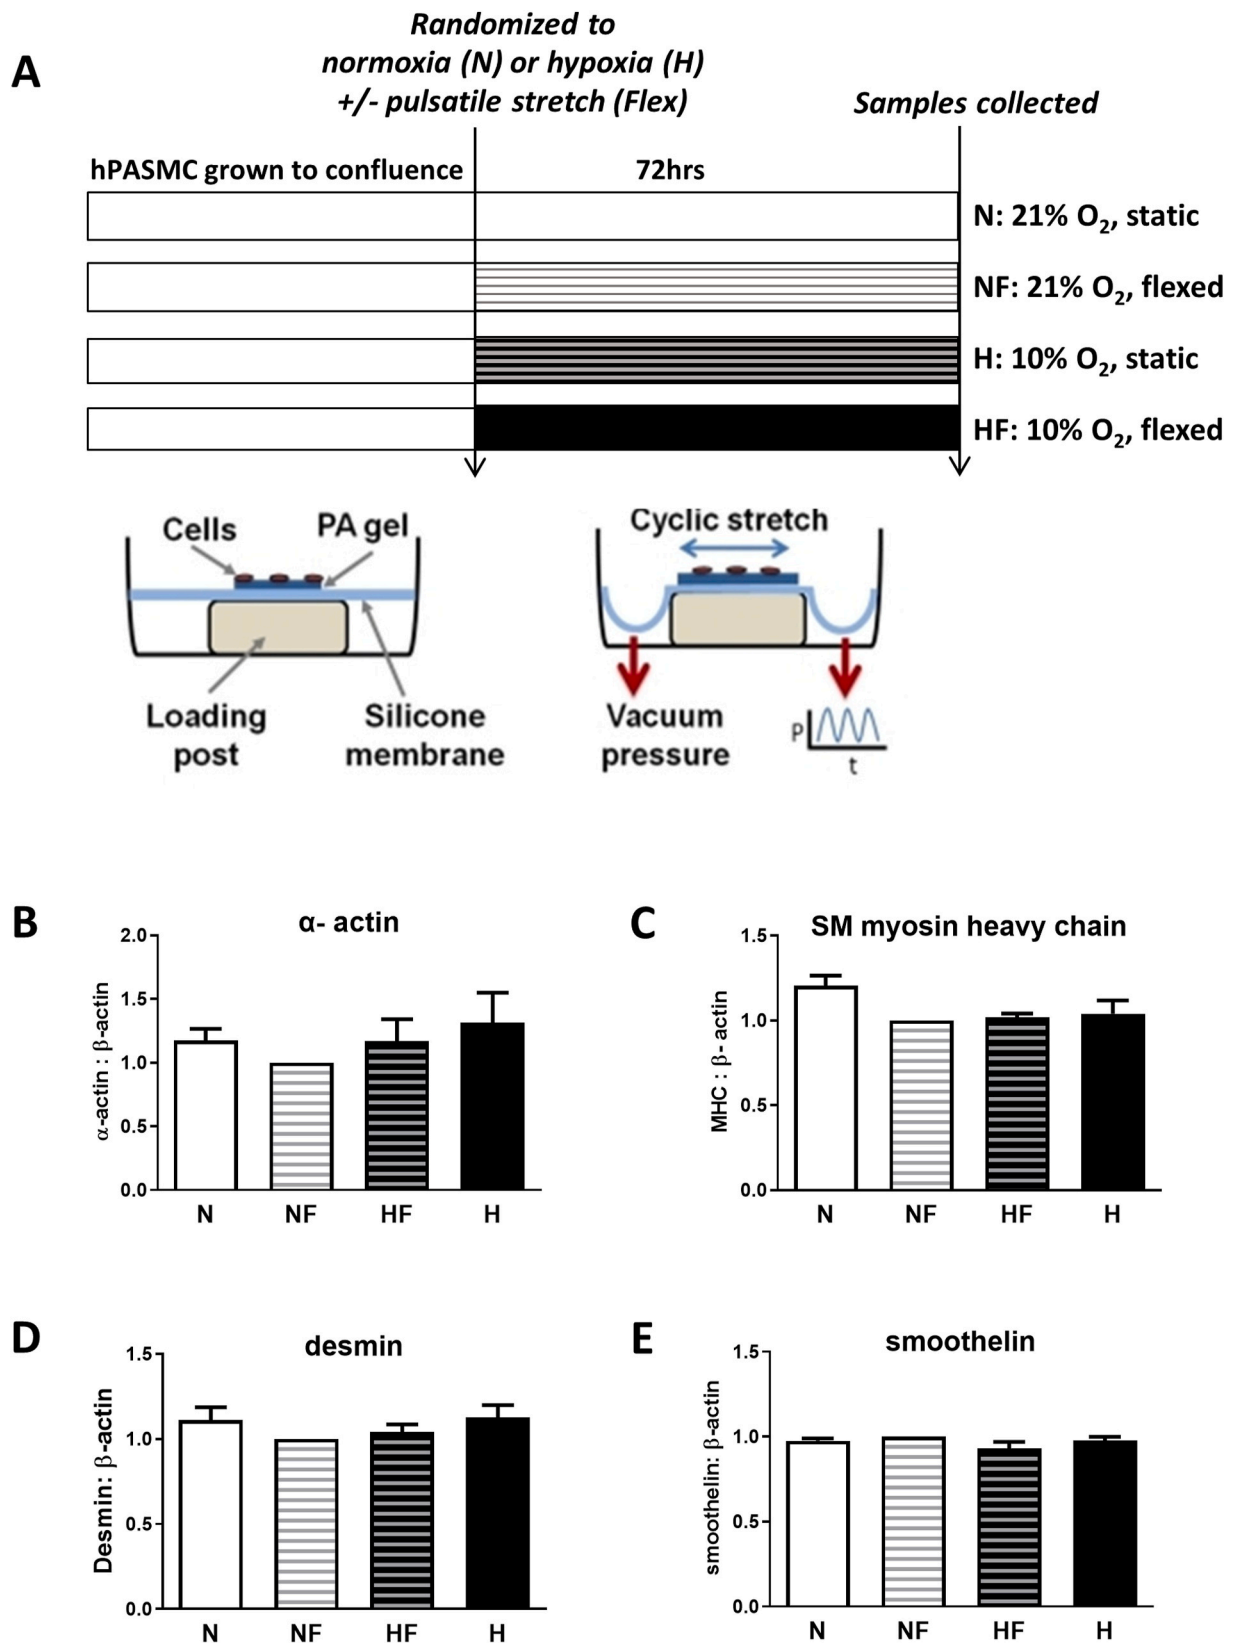 A
Randomized to
normoxia (N) or hypoxia (H)
+/- pulsatile stretch (Flex)
Samples collected
hPASMC grown to confluence
72hrs
N: 21% O₂, static
NF: 21% O₂, flexed
H: 10% O₂, static
HF: 10% O₂, flexed
Cells
PA gel
Loading
post
Silicone
membrane
Cyclic stretch
Vacuum
pressure
P
t
B
α- actin
α-actin : β-actin
2.0
1.5
1.0
0.5
0.0
N NF HF H
C
SM myosin heavy chain
MHC : β- actin
1.5
1.0
0.5
0.0
N NF HF H
D
desmin
Desmin: β-actin
1.5
1.0
0.5
0.0
N NF HF H
E
smoothelin
smoothelin: β-actin
1.5
1.0
0.5
0.0
N NF HF H